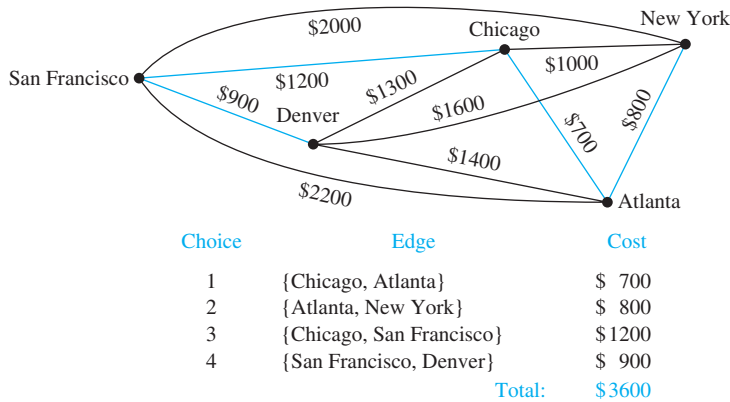 New York
$2000
Chicago
San Francisco
$1200
$1000
$1300
$900
$1600
$800
Denver
$700
$1400
$2200
Atlanta
Choice Edge Cost
1 {Chicago, Atlanta} $ 700
2 {Atlanta, New York} $ 800
3 {Chicago, San Francisco} $1200
4 {San Francisco, Denver} $ 900
Total: $3600